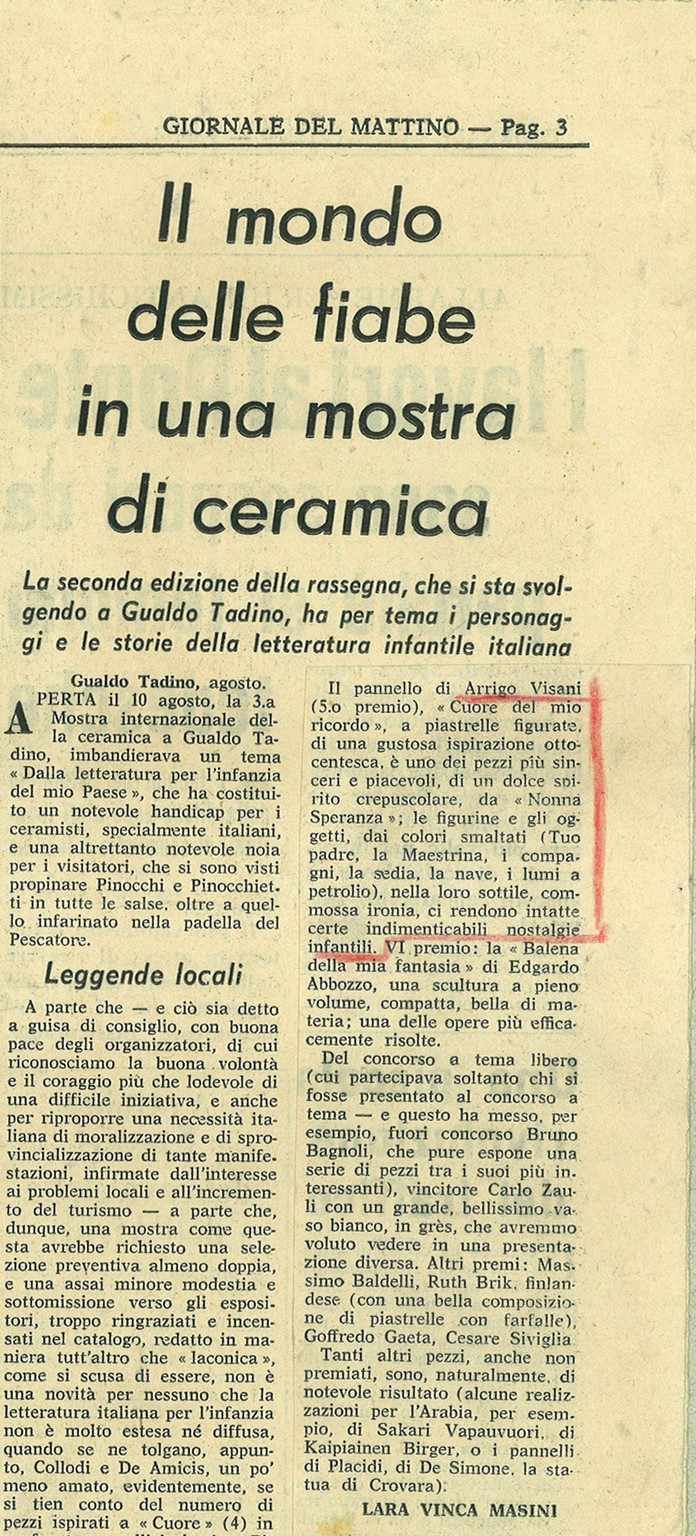 GIORNALE DEL MATTINO — Pag. 3
Il mondo
delle fiabe
in una mostra
di ceramica
La seconda edizione della rassegna, che si sta svol-
gendo a Gualdo Tadino, ha per tema i personag-
gi e le storie della letteratura infantile italiana
Gualdo Tadino, agosto.
APERTA il 10 agosto, la 3.a
Mostra internazionale del-
la ceramica a Gualdo Ta-
dino, imbandierava un tema
« Dalla letteratura per l'infanzia
del mio Paese », che ha costitui-
to un notevole handicap per i
ceramisti, specialmente italiani,
e una altrettanto notevole noia
per i visitatori, che si sono visti
propinare Pinocchi e Pinocchiet-
ti in tutte le salse, oltre a quel-
lo infarinato nella padella del
Pescatore.
Leggende locali
A parte che — e ciò sia detto
a guisa di consiglio, con buona
pace degli organizzatori, di cui
riconosciamo la buona volontà
e il coraggio più che lodevole di
una difficile iniziativa, e anche
per riproporre una necessità ita-
liana di moralizzazione e di spro-
vincializzazione di tante manife-
stazioni, infirmate dall'interesse
ai problemi locali e all'incremen-
to del turismo — a parte che,
dunque, una mostra come que-
sta avrebbe richiesto una sele-
zione preventiva almeno doppia,
e una assai minore modestia e
sottomissione verso gli esposi-
tori, troppo ringraziati e incen-
sati nel catalogo, redatto in ma-
niera tutt'altro che « laconica »,
come si scusa di essere, non è
una novità per nessuno che la
letteratura italiana per l'infanzia
non è molto estesa né diffusa,
quando se ne tolgano, appun-
to, Collodi e De Amicis, un po'
meno amato, evidentemente, se
si tien conto del numero di
pezzi ispirati a « Cuore » (4) in
Il pannello di Arrigo Visani
(5.o premio), « Cuore del mio
ricordo », a piastrelle figurate,
di una gustosa ispirazione otto-
centesca, è uno dei pezzi più sin-
ceri e piacevoli, di un dolce spi-
rito crepuscolare, da « Nonna
Speranza »; le figurine e gli og-
getti, dai colori smaltati (Tuo
padre, la Maestrina, i compa-
gni, la sedia, la nave, i lumi a
petrolio), nella loro sottile, com-
mossa ironia, ci rendono intatte
certe indimenticabili nostalgie
infantili. VI premio: la « Balena
della mia fantasia » di Edgardo
Abbozzo, una scultura a pieno
volume, compatta, bella di ma-
teria; una delle opere più effica-
cemente risolte.
Del concorso a tema libero
(cui partecipava soltanto chi si
fosse presentato al concorso a
tema — e questo ha messo, per
esempio, fuori concorso Bruno
Bagnoli, che pure espone una
serie di pezzi tra i suoi più in-
teressanti), vincitore Carlo Zau-
li con un grande, bellissimo va-
so bianco, in grès, che avremmo
voluto vedere in una presenta-
zione diversa. Altri premi: Mas-
simo Baldelli, Ruth Brik, finlan-
dese (con una bella composizio-
ne di piastrelle con farfalle),
Goffredo Gaeta, Cesare Siviglia.
Tanti altri pezzi, anche non
premiati, sono, naturalmente, di
notevole risultato (alcune realiz-
zazioni per l'Arabia, per esem-
pio, di Sakari Vapauvuori, di
Kaipiainen Birger, o i pannelli
di Placidi, di De Simone, la sta-
tua di Crovara).
LARA VINCA MASINI